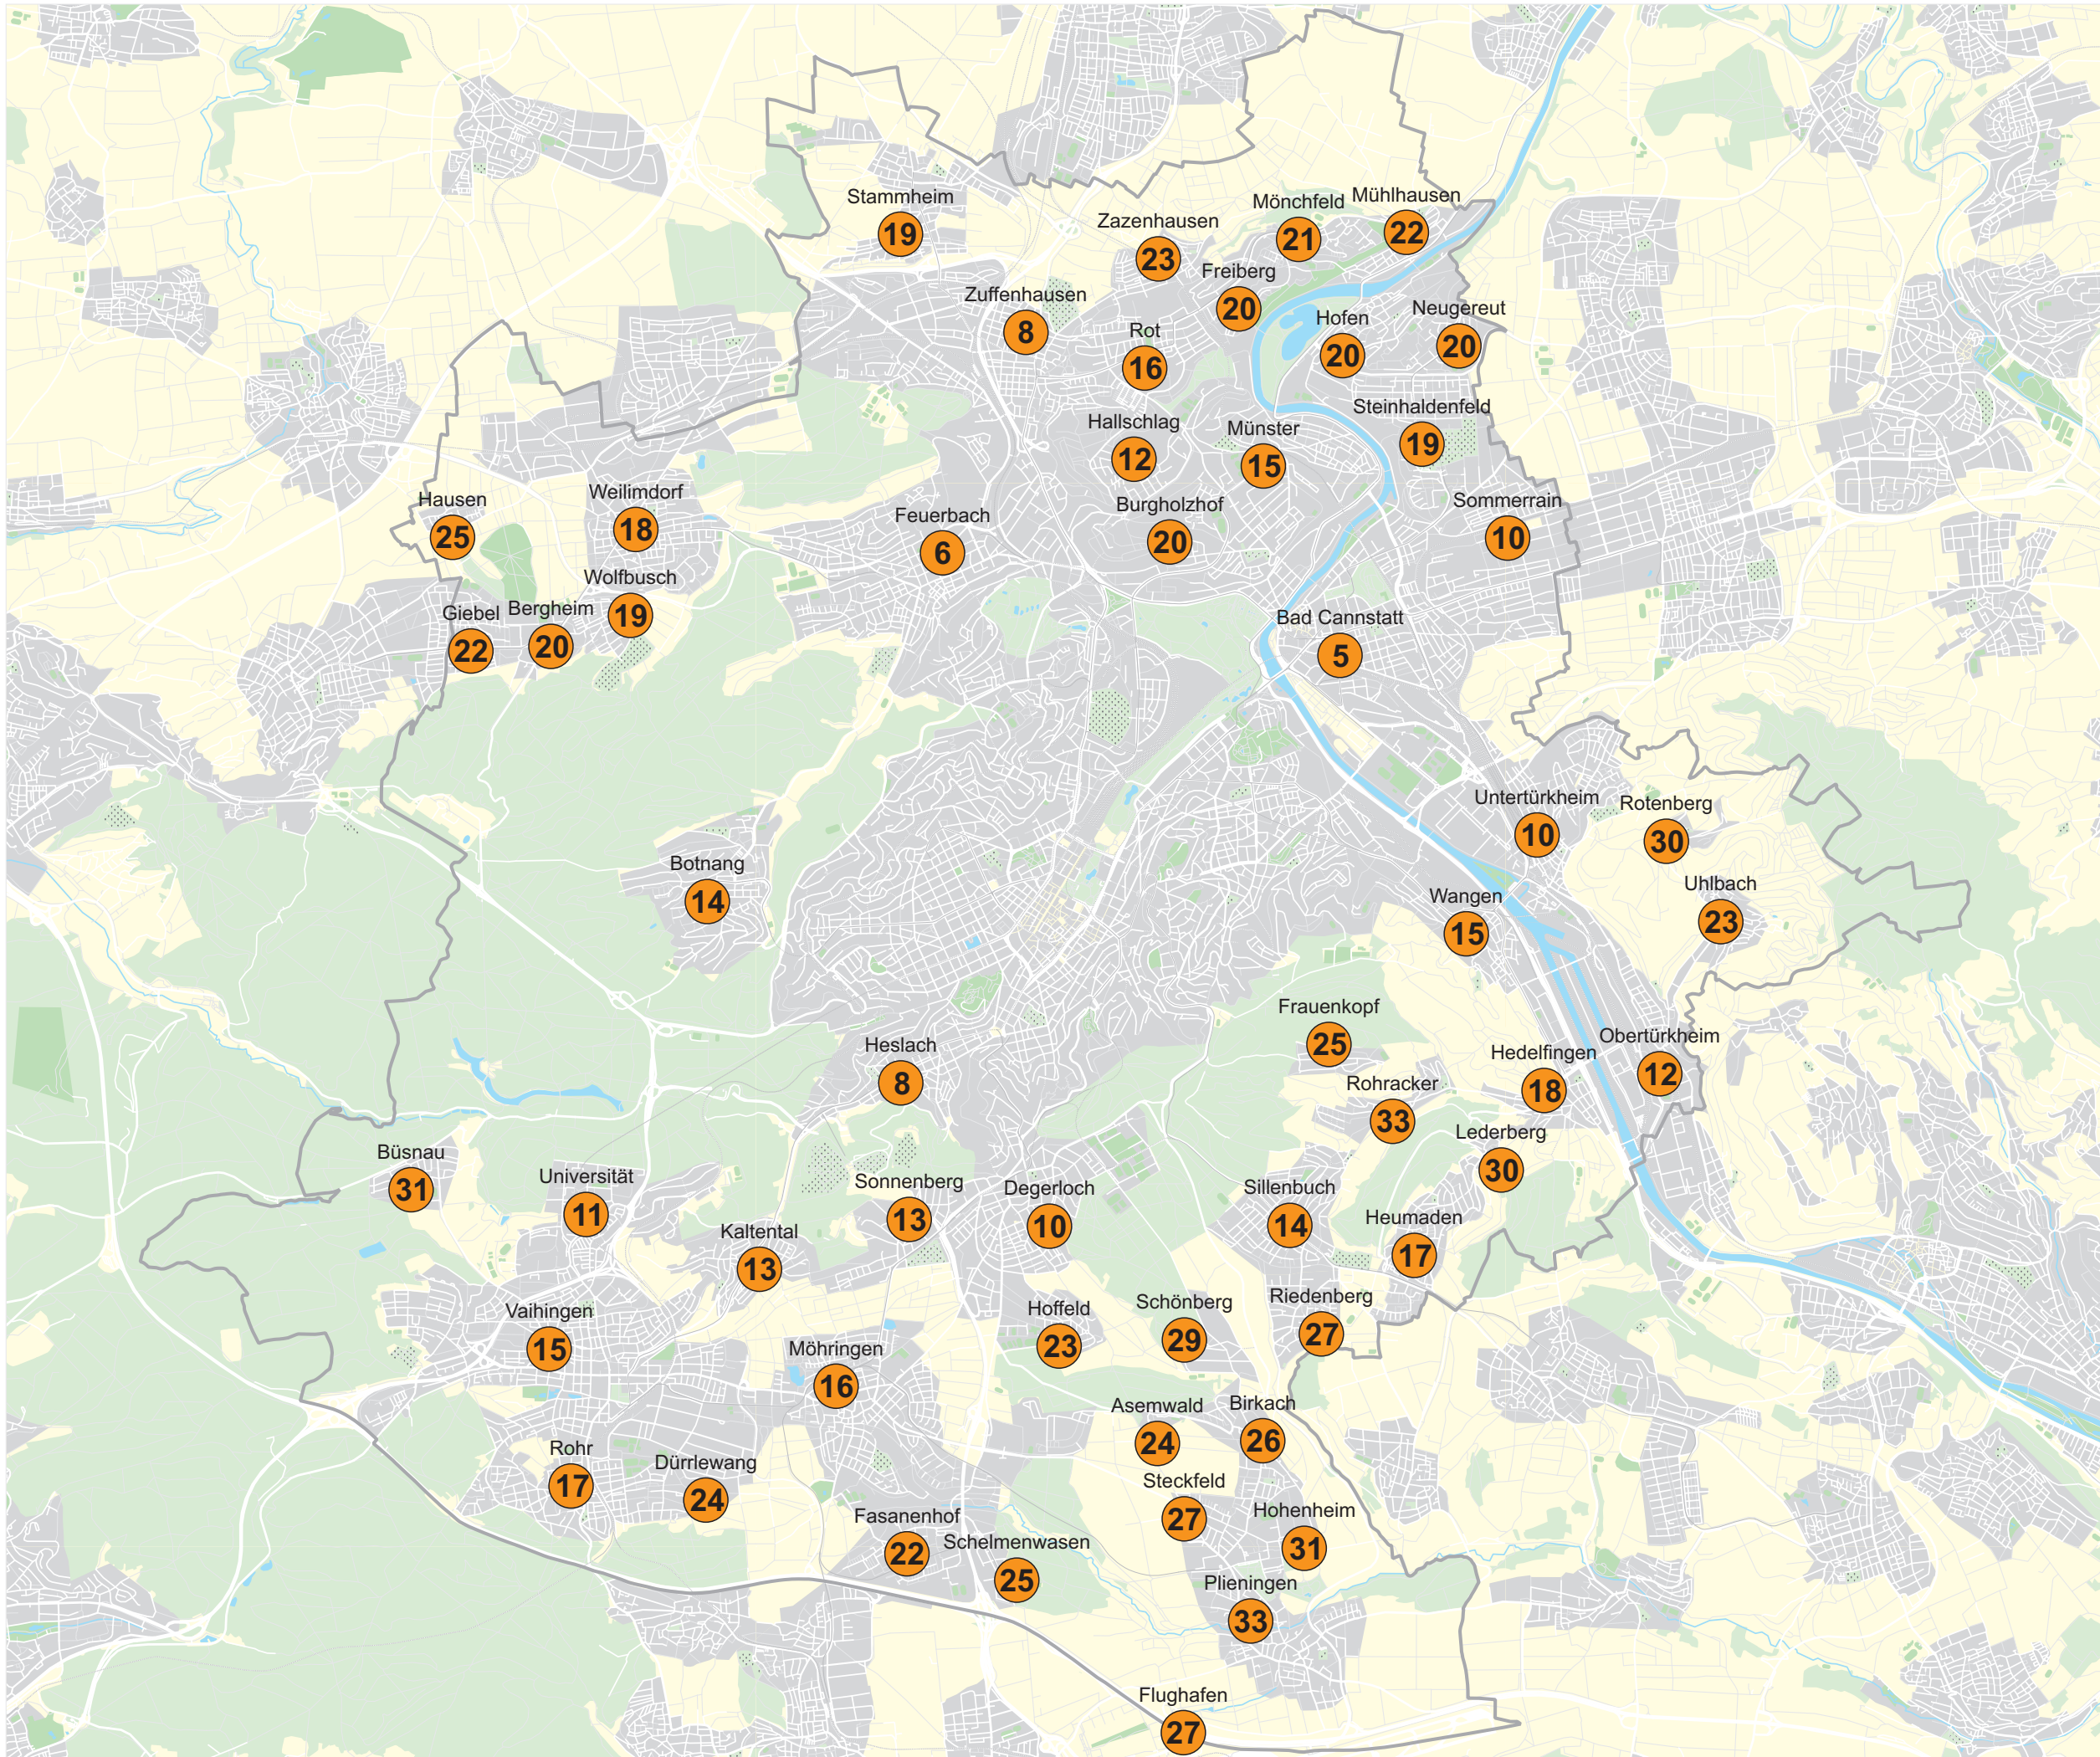 Stammheim
19
Zazenhausen
23
Mönchfeld
21
Mühlhausen
22
Freiberg
20
Zuffenhausen
8
Rot
16
Hofen
20
Neugereut
20
Hallschlag
12
Münster
15
Steinhaldenfeld
19
Hausen
25
Weilimdorf
18
Feuerbach
6
Burgholzhof
20
Sommerrain
10
Wolfbusch
19
Giebel
22
Bergheim
20
Bad Cannstatt
5
Untertürkheim
10
Rotenberg
30
Botnang
14
Wangen
15
Uhlbach
23
Frauenkopf
25
Heslach
8
Rohracker
33
Hedelfingen
18
Obertürkheim
12
Lederberg
30
Büsnau
31
Universität
11
Sonnenberg
13
Degerloch
10
Sillenbuch
14
Heumaden
17
Kaltental
13
Vaihingen
15
Möhringen
16
Hoffeld
23
Schönberg
29
Riedenberg
27
Asemwald
24
Birkach
26
Rohr
17
Dürrlewang
24
Steckfeld
27
Hohenheim
31
Fasanenhof
22
Schelmenwasen
25
Plieningen
33
Flughafen
27